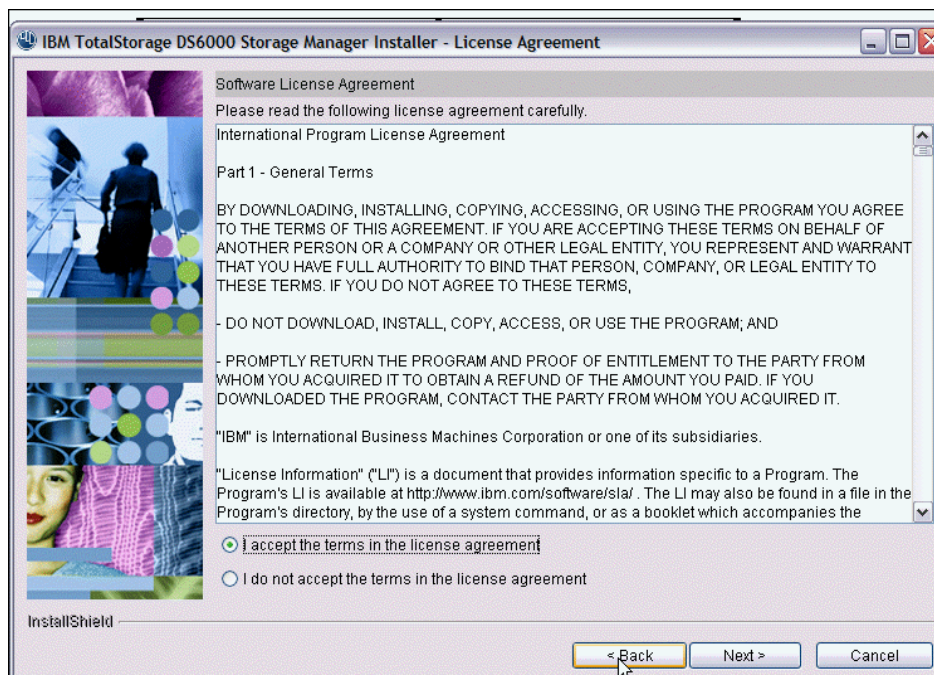 IBM TotalStorage DS6000 Storage Manager Installer - License Agreement
Software License Agreement
Please read the following license agreement carefully.
International Program License Agreement
Part 1 - General Terms
BY DOWNLOADING, INSTALLING, COPYING, ACCESSING, OR USING THE PROGRAM YOU AGREE
TO THE TERMS OF THIS AGREEMENT. IF YOU ARE ACCEPTING THESE TERMS ON BEHALF OF
ANOTHER PERSON OR A COMPANY OR OTHER LEGAL ENTITY, YOU REPRESENT AND WARRANT
THAT YOU HAVE FULL AUTHORITY TO BIND THAT PERSON, COMPANY, OR LEGAL ENTITY TO
THESE TERMS. IF YOU DO NOT AGREE TO THESE TERMS,
- DO NOT DOWNLOAD, INSTALL, COPY, ACCESS, OR USE THE PROGRAM; AND
- PROMPTLY RETURN THE PROGRAM AND PROOF OF ENTITLEMENT TO THE PARTY FROM
WHOM YOU ACQUIRED IT TO OBTAIN A REFUND OF THE AMOUNT YOU PAID. IF YOU
DOWNLOADED THE PROGRAM, CONTACT THE PARTY FROM WHOM YOU ACQUIRED IT.
"IBM" is International Business Machines Corporation or one of its subsidiaries.
"License Information" ("LI") is a document that provides information specific to a Program. The
Program's LI is available at http://www.ibm.com/software/sla/ . The LI may also be found in a file in the
Program's directory, by the use of a system command, or as a booklet which accompanies the
I accept the terms in the license agreement
I do not accept the terms in the license agreement
InstallShield
< Back
Next >
Cancel